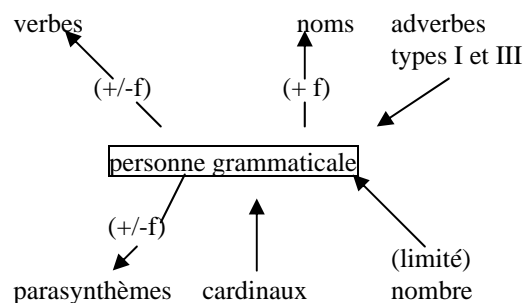 verbes noms adverbes
types I et III
(+/-f) (+ f)
personne grammaticale
(+/-f)
(limité)
parasynthèmes cardinaux nombre